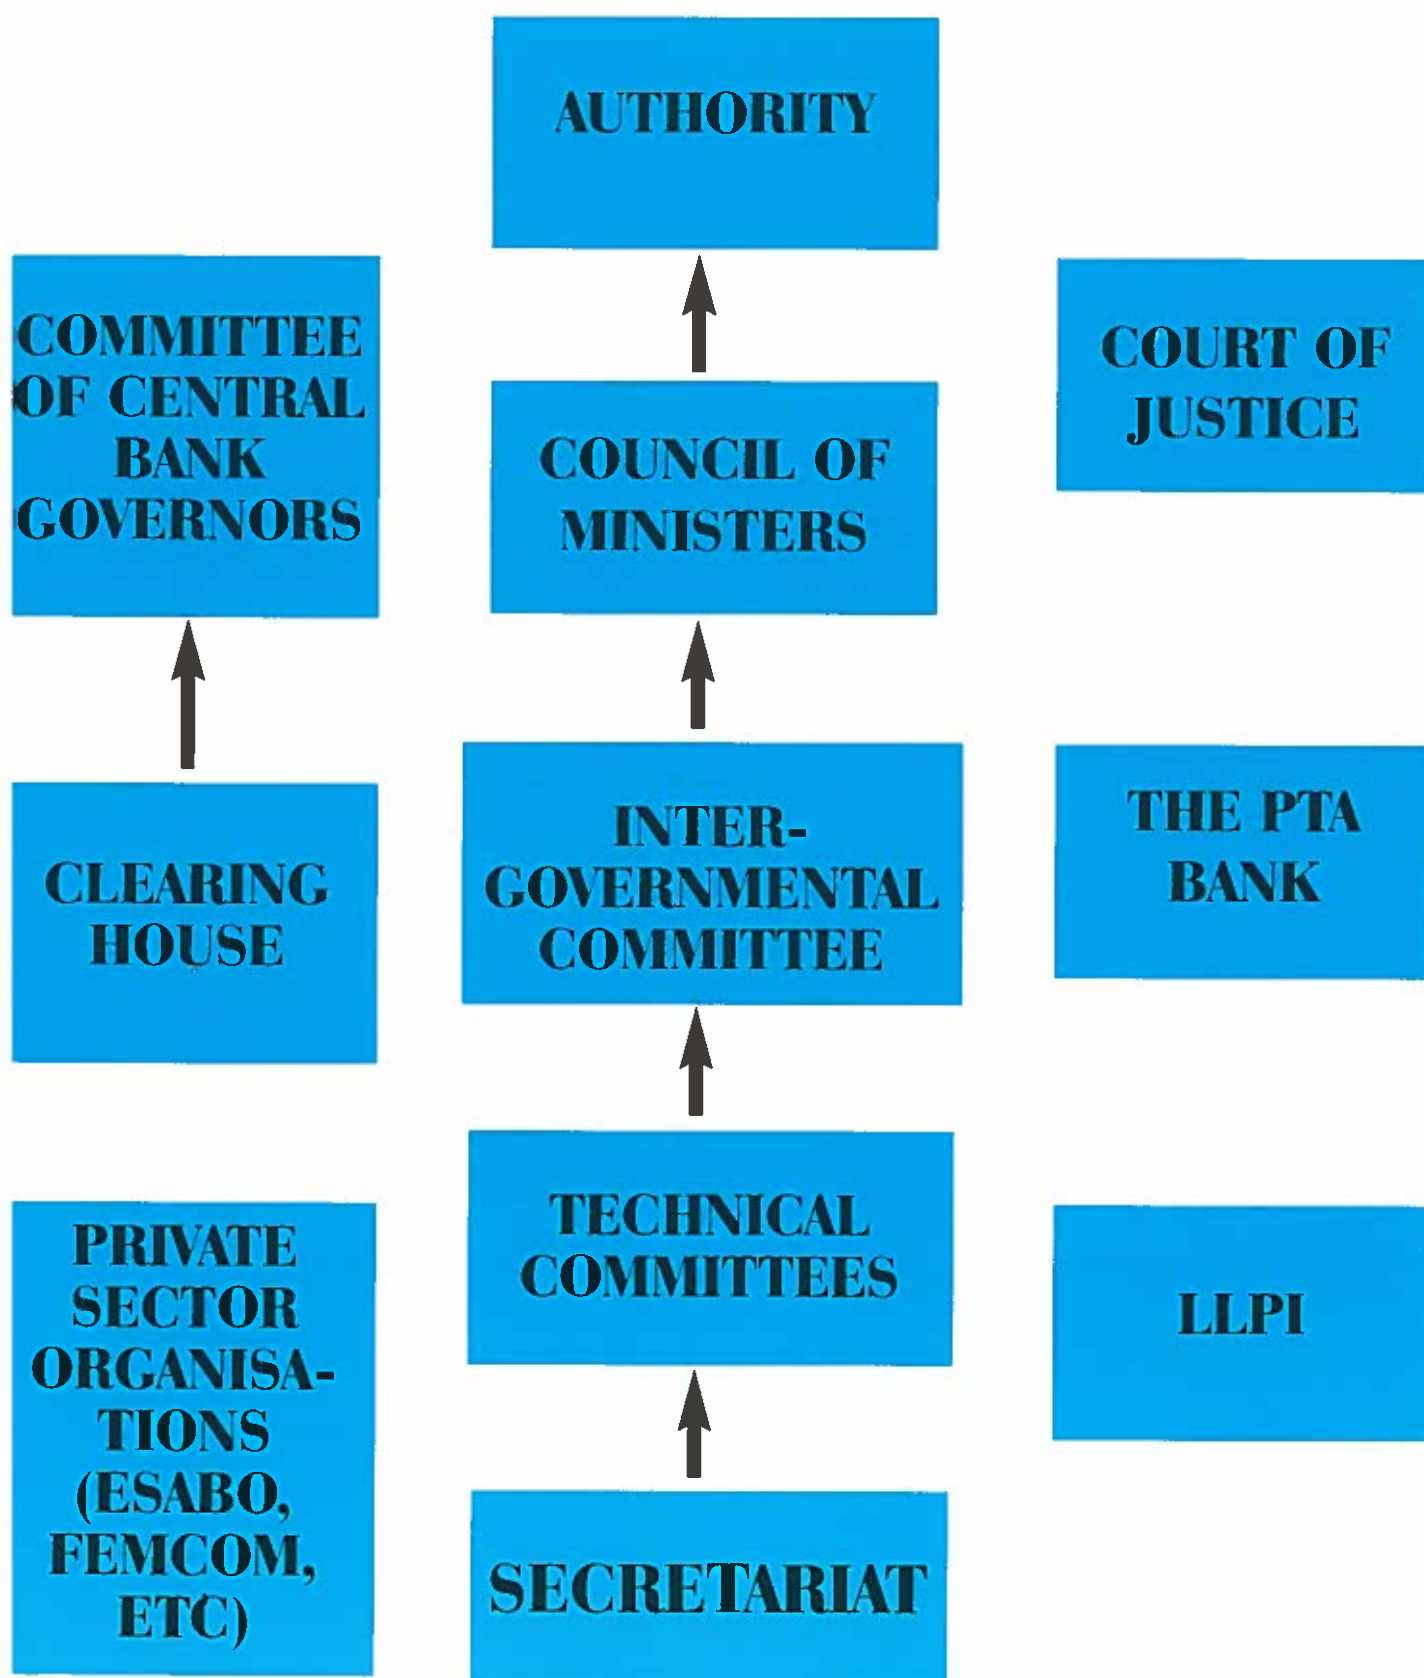 AUTHORITY
COMMITTEE
OF CENTRAL
BANK
GOVERNORS
COUNCIL OF
MINISTERS
COURT OF
JUSTICE
CLEARING
HOUSE
INTER-
GOVERNMENTAL
COMMITTEE
THE PTA
BANK
PRIVATE
SECTOR
ORGANISA-
TIONS
(ESABO,
FEMCOM,
ETC)
TECHNICAL
COMMITTEES
LLPI
SECRETARIAT